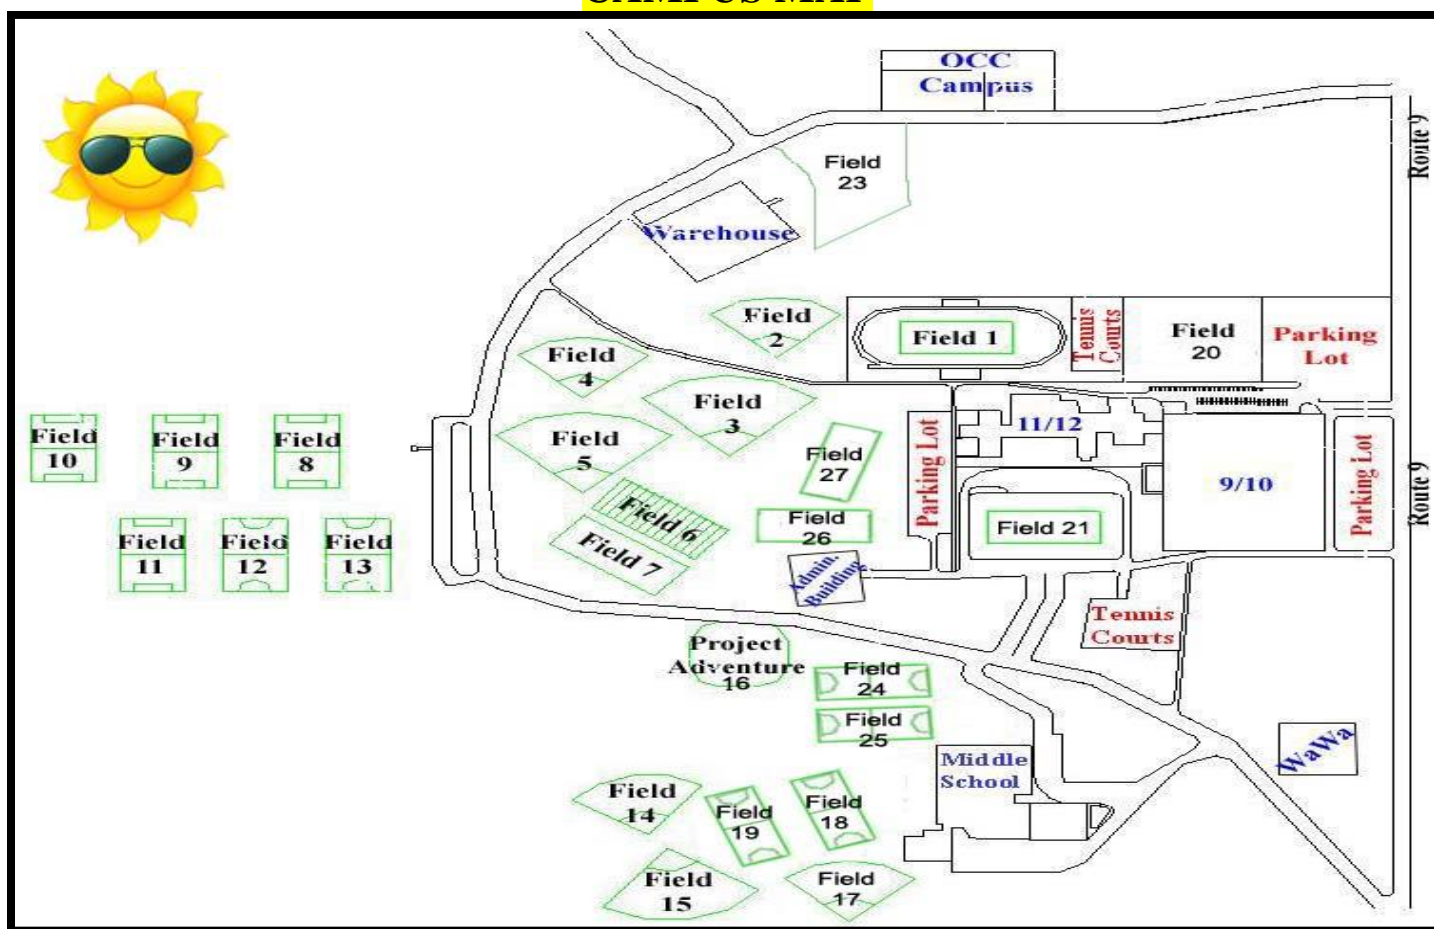 CAMPUS MAP
OCC
Campus
Route 9
Field
23
Warehouse
Field
2
Field 1
Tennis
Courts
Field
20
Parking
Lot
Field
4
Field
3
Field
5
Field
27
Parking Lot
11/12
9/10
Parking Lot
Route 9
Field
10
Field
9
Field
8
Field 6
Field 7
Field
26
Field 21
Field
11
Field
12
Field
13
Admin.
Building
Tennis
Courts
Project
Adventure
16
Field
24
Field
25
WaWa
Middle
School
Field
14
Field
19
Field
18
Field
15
Field
17